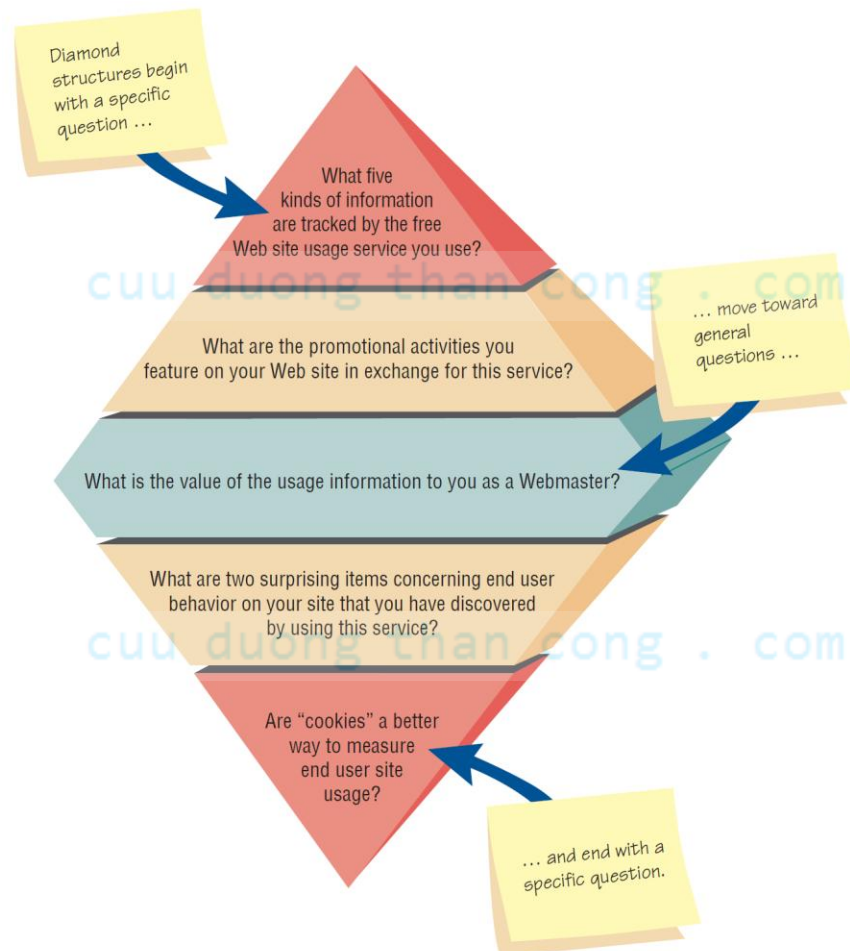 Diamond
structures begin
with a specific
question …
What five
kinds of information
are tracked by the free
Web site usage service you use?
cuu duong than cong . com
… move toward
general
questions …
What are the promotional activities you
feature on your Web site in exchange for this service?
What is the value of the usage information to you as a Webmaster?
What are two surprising items concerning end user
behavior on your site that you have discovered
by using this service?
cuu duong than cong . com
Are “cookies” a better
way to measure
end user site
usage?
… and end with a
specific question.